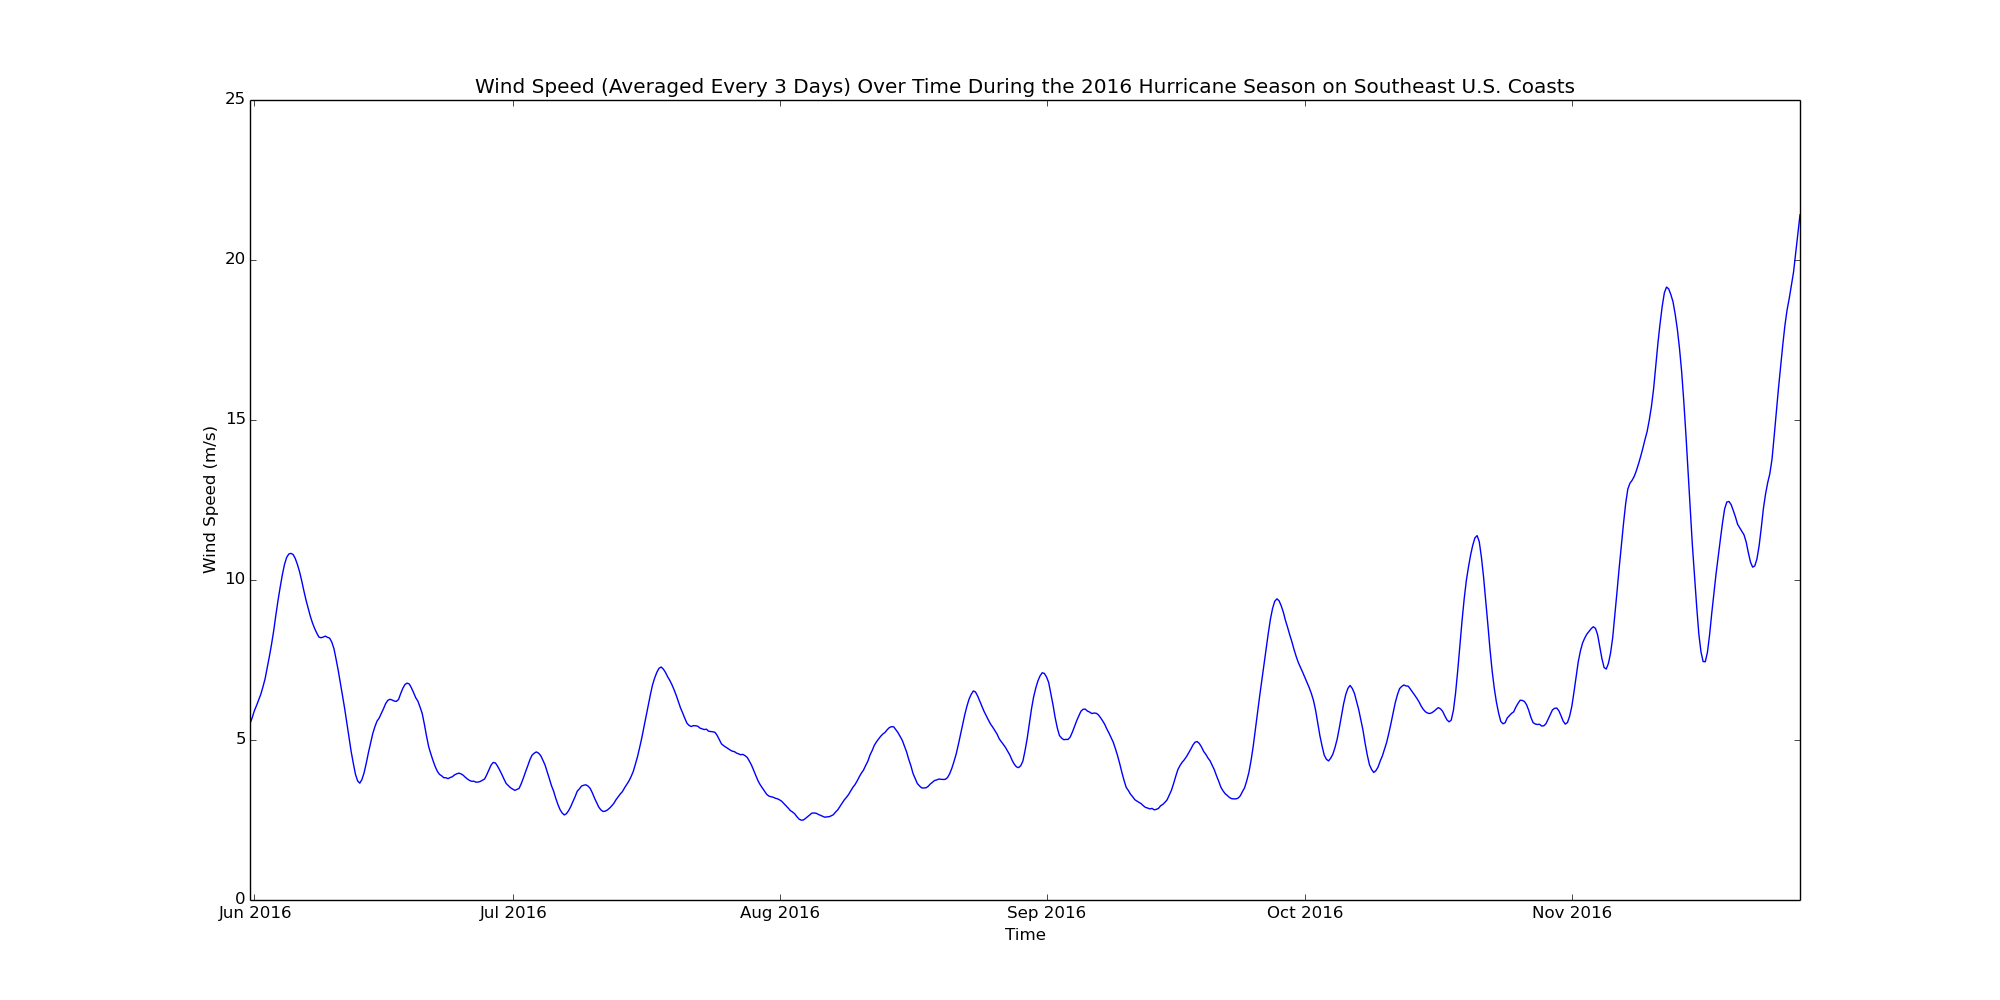 Wind Speed (Averaged Every 3 Days) Over Time During the 2016 Hurricane Season on Southeast U.S. Coasts
25
20
15
10
5
0
Wind Speed (m/s)
Jun 2016 Jul 2016 Aug 2016 Sep 2016 Oct 2016 Nov 2016
Time